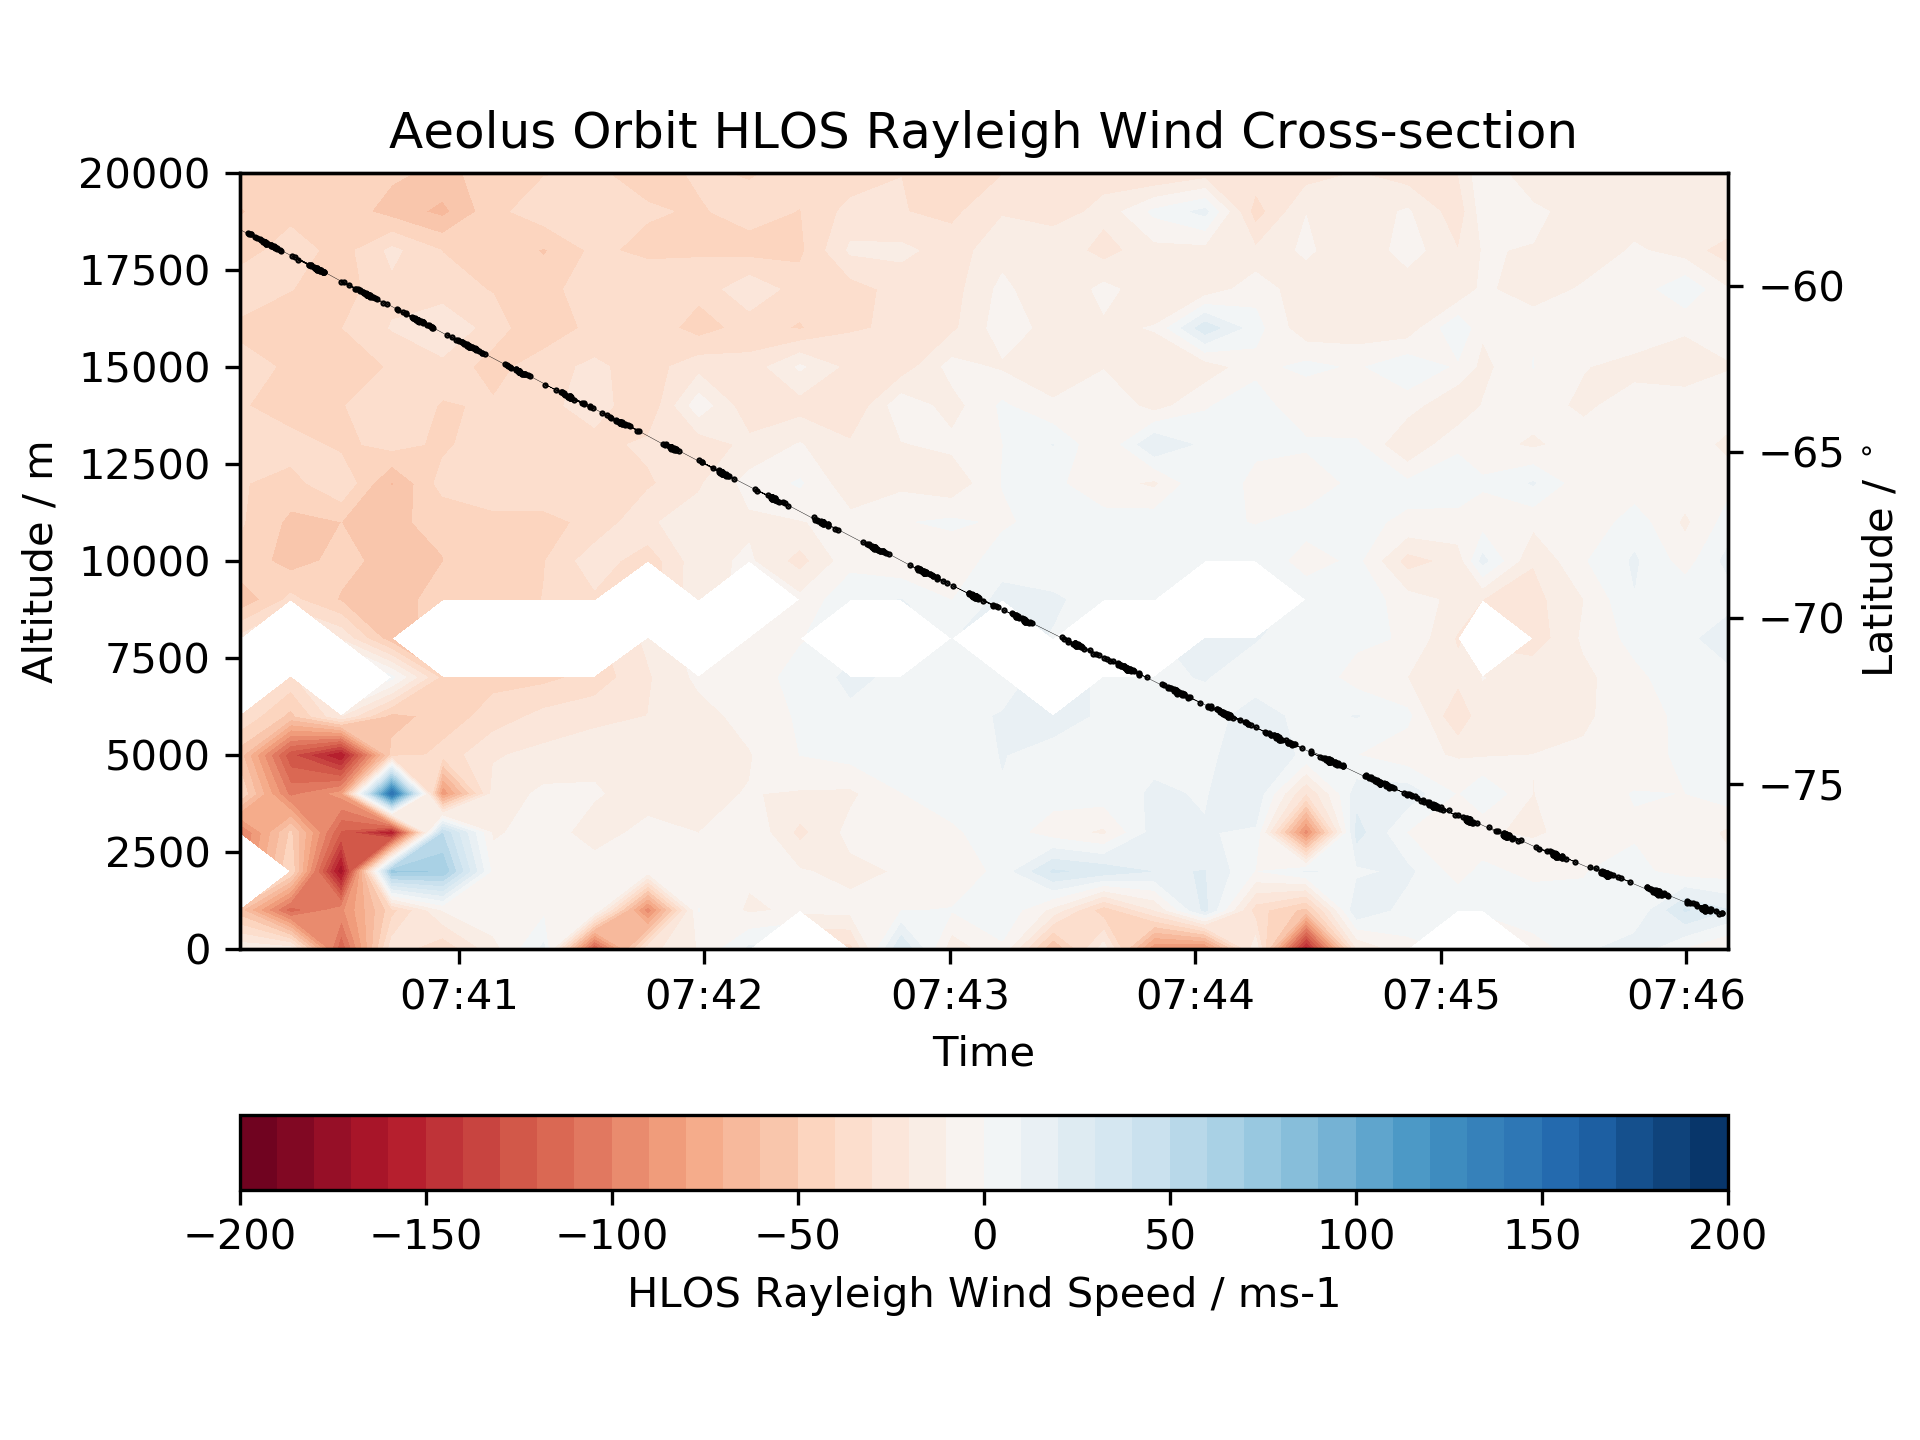 Aeolus Orbit HLOS Rayleigh Wind Cross-section
20000
17500
15000
12500
10000
7500
5000
2500
0
Altitude / m
−60
−65
−70
−75
Latitude / °
07:41 07:42 07:43 07:44 07:45 07:46
Time
−200 −150 −100 −50 0 50 100 150 200
HLOS Rayleigh Wind Speed / ms-1